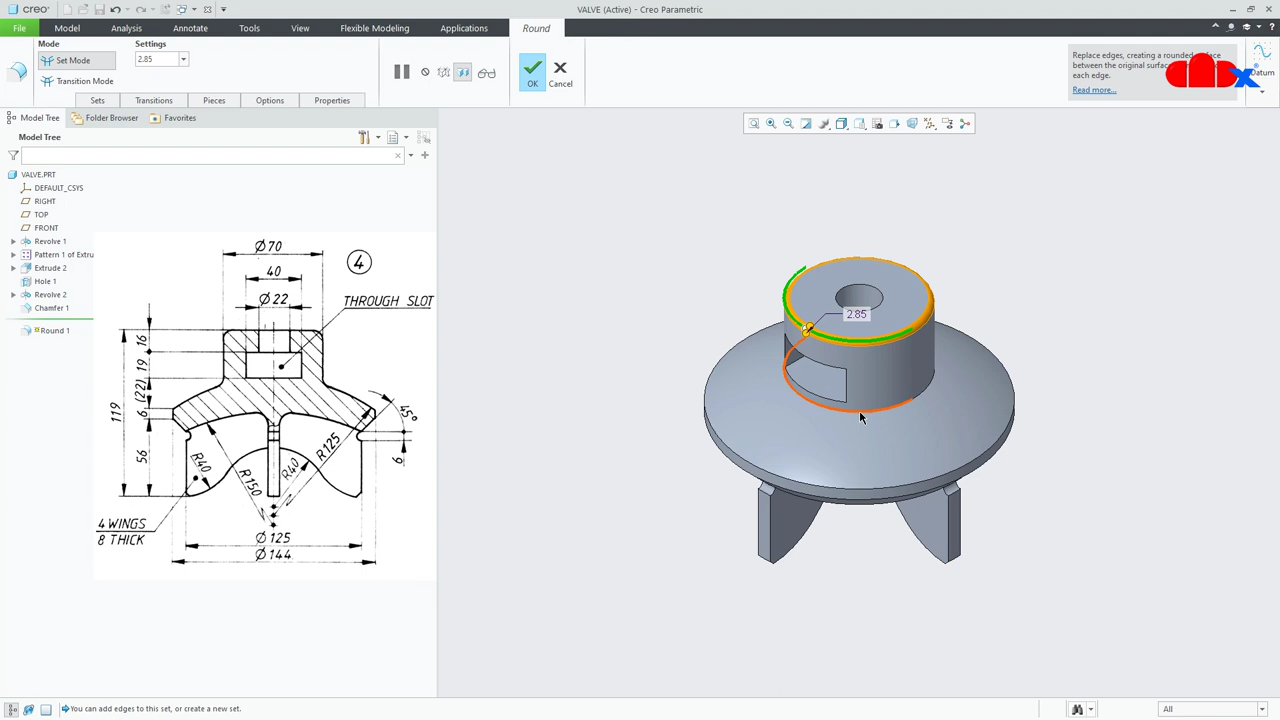 creo
VALVE (Active) - Creo Parametric
File
Model
Analysis
Annotate
Tools
View
Flexible Modeling
Applications
Round
Mode
Settings
Set Mode
2.85
Transition Mode
OK
Cancel
Replace edges, creating a rounded surface
between the original surfaces
each edge.
Read more...
Datum
Sets
Transitions
Pieces
Options
Properties
Model Tree
Folder Browser
Favorites
Model Tree
VALVE.PRT
DEFAULT_CSYS
RIGHT
TOP
FRONT
Revolve 1
Pattern 1 of Extru
Extrude 2
Hole 1
Revolve 2
Chamfer 1
Round 1
Ø70
4
40
Ø22
THROUGH SLOT
16
19
(22)
6
119
56
45°
6
R40
R150
R40
R125
4 WINGS
8 THICK
Ø125
Ø144
2.85
You can add edges to this set, or create a new set.
All